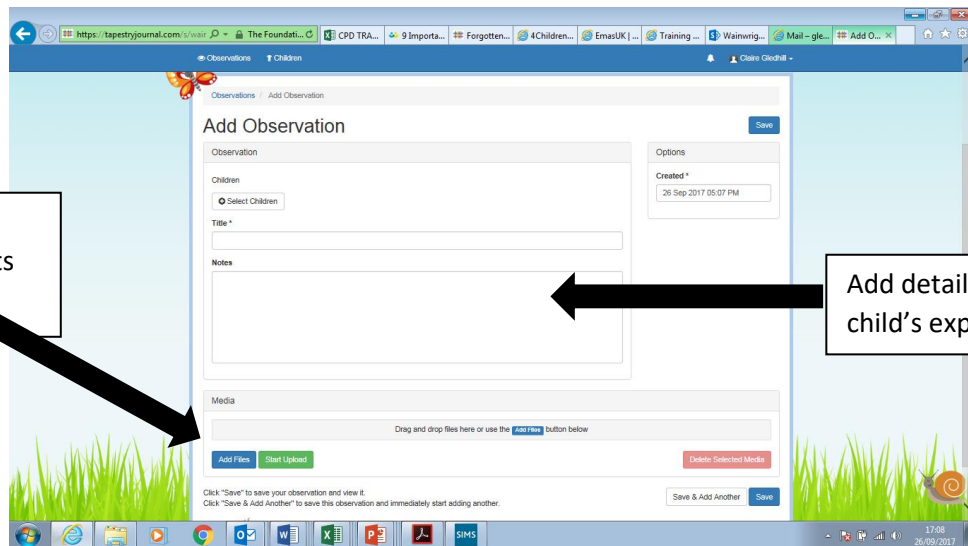 https://tapestryjournal.com/s/wair
The Foundati...
CPD TRA...
9 Importa...
Forgotten...
4Children...
EmasUK | ...
Training ...
Wainwrig...
Mail – gle...
Add O...
Observations
Children
Claire Gledhill
Observations / Add Observation
Add Observation
Save
Observation
Options
Children
Created *
Select Children
26 Sep 2017 05:07 PM
Title *
Notes
ts
Add detail
child's exp
Media
Drag and drop files here or use the Add Files button below
Add Files
Start Upload
Delete Selected Media
Click "Save" to save your observation and view it.
Click "Save & Add Another" to save this observation and immediately start adding another.
Save & Add Another
Save
SIMS
17:08
26/09/2017